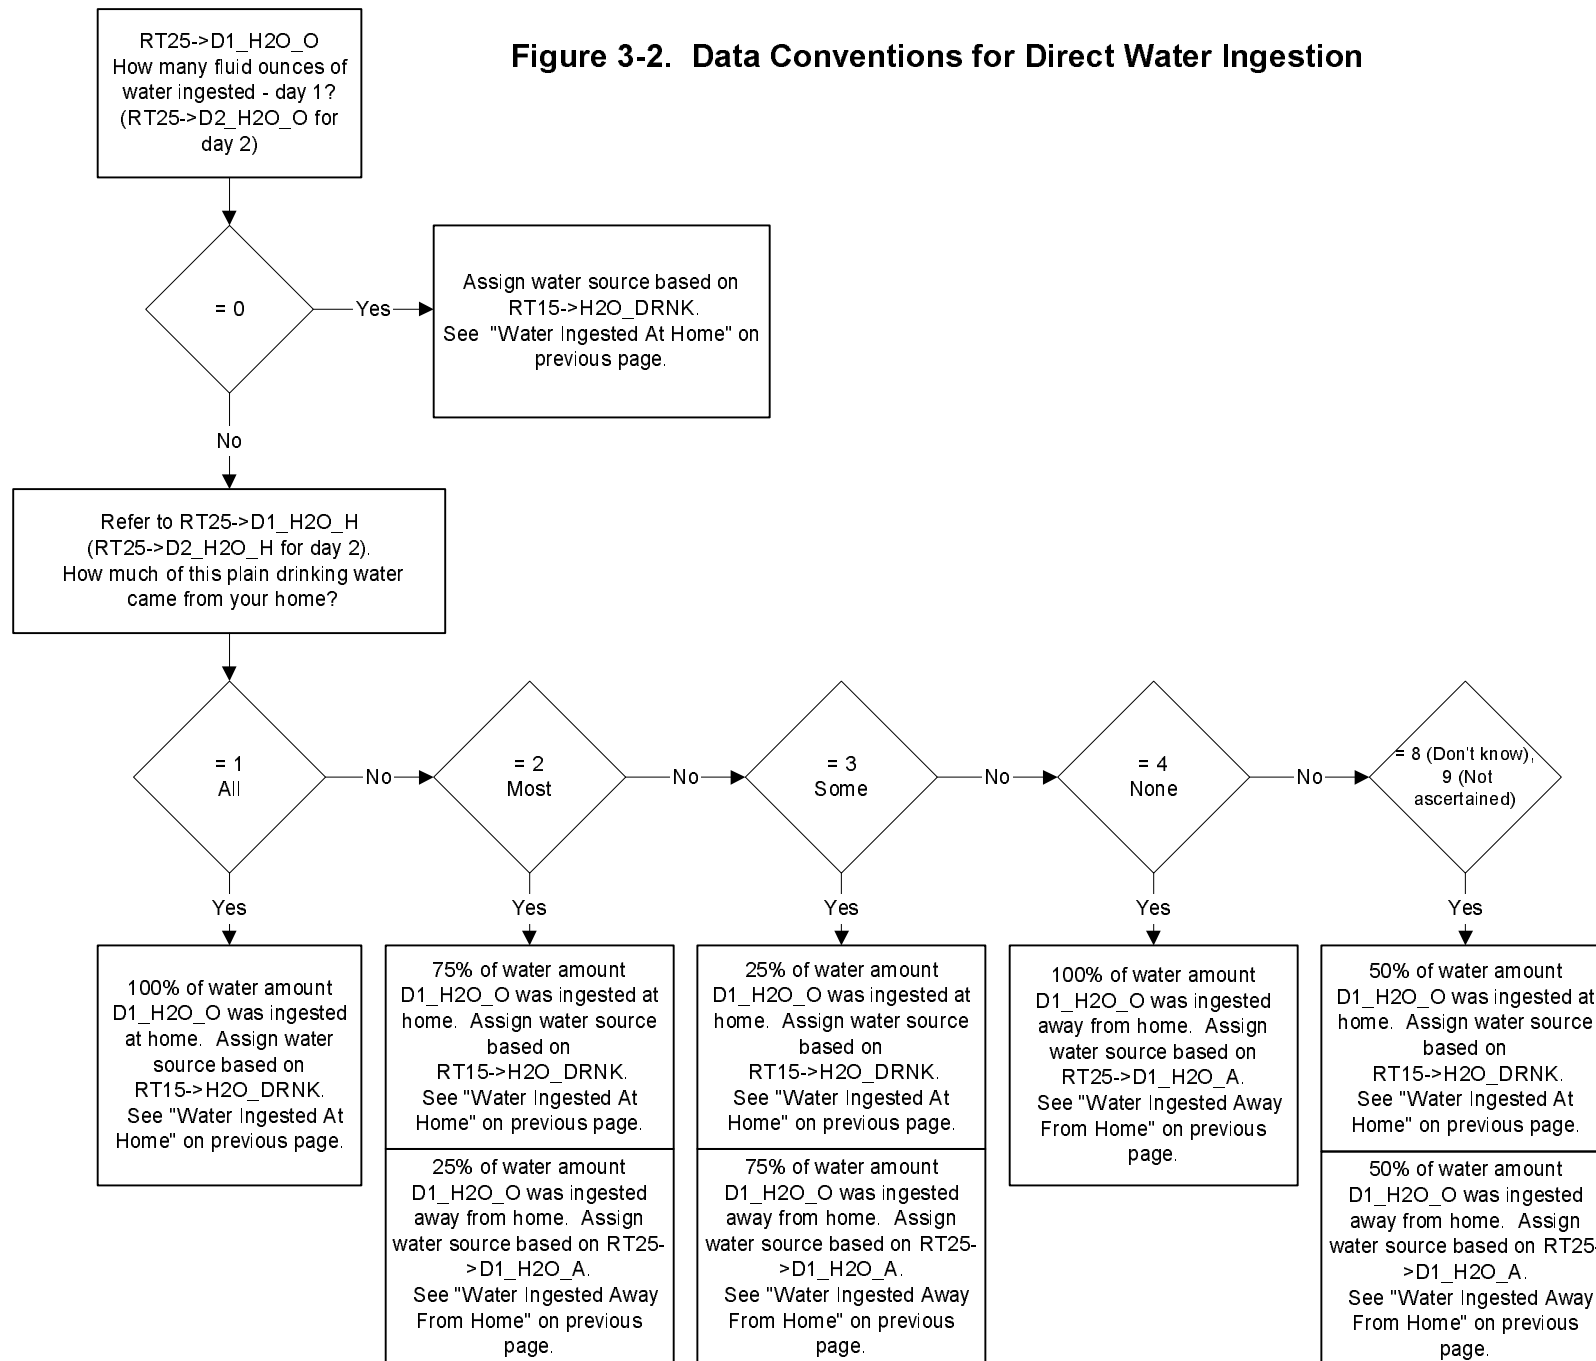 Figure 3-2.  Data Conventions for Direct Water Ingestion
RT25->D1_H2O_O
How many fluid ounces of
water ingested - day 1?
(RT25->D2_H2O_O for
day 2)
= 0
Yes
Assign water source based on
RT15->H2O_DRNK.
See  "Water Ingested At Home" on
previous page.
No
Refer to RT25->D1_H2O_H
(RT25->D2_H2O_H for day 2).
How much of this plain drinking water
came from your home?
= 1
All
No
= 2
Most
No
= 3
Some
No
= 4
None
No
= 8 (Don't know),
9 (Not
ascertained)
Yes
Yes
Yes
Yes
Yes
100% of water amount
D1_H2O_O was ingested
at home.  Assign water
source based on
RT15->H2O_DRNK.
See "Water Ingested At
Home" on previous page.
75% of water amount
D1_H2O_O was ingested at
home.  Assign water source
based on
RT15->H2O_DRNK.
See "Water Ingested At
Home" on previous page.
25% of water amount
D1_H2O_O was ingested
away from home.  Assign
water source based on RT25-
>D1_H2O_A.
See "Water Ingested Away
From Home" on previous
page.
25% of water amount
D1_H2O_O was ingested at
home.  Assign water source
based on
RT15->H2O_DRNK.
See "Water Ingested At
Home" on previous page.
75% of water amount
D1_H2O_O was ingested
away from home.  Assign
water source based on RT25-
>D1_H2O_A.
See "Water Ingested Away
From Home" on previous
page.
100% of water amount
D1_H2O_O was ingested
away from home.  Assign
water source based on
RT25->D1_H2O_A.
See "Water Ingested Away
From Home" on previous
page.
50% of water amount
D1_H2O_O was ingested at
home.  Assign water source
based on
RT15->H2O_DRNK.
See "Water Ingested At
Home" on previous page.
50% of water amount
D1_H2O_O was ingested
away from home.  Assign
water source based on RT25-
>D1_H2O_A.
See "Water Ingested Away
From Home" on previous
page.